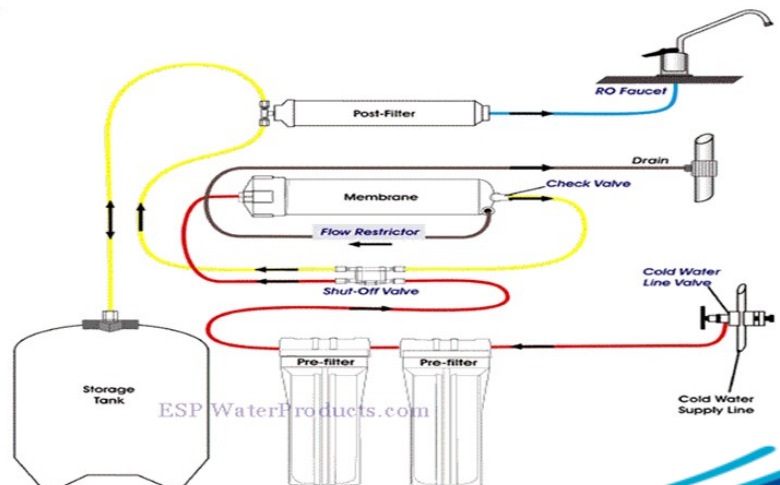 RO Faucet
Post-Filter
Drain
Check Valve
Membrane
Flow Restrictor
Cold Water
Line Valve
Shut-Off Valve
Pre-filter
Pre-filter
Storage
Tank
ESP WaterProducts.com
Cold Water
Supply Line